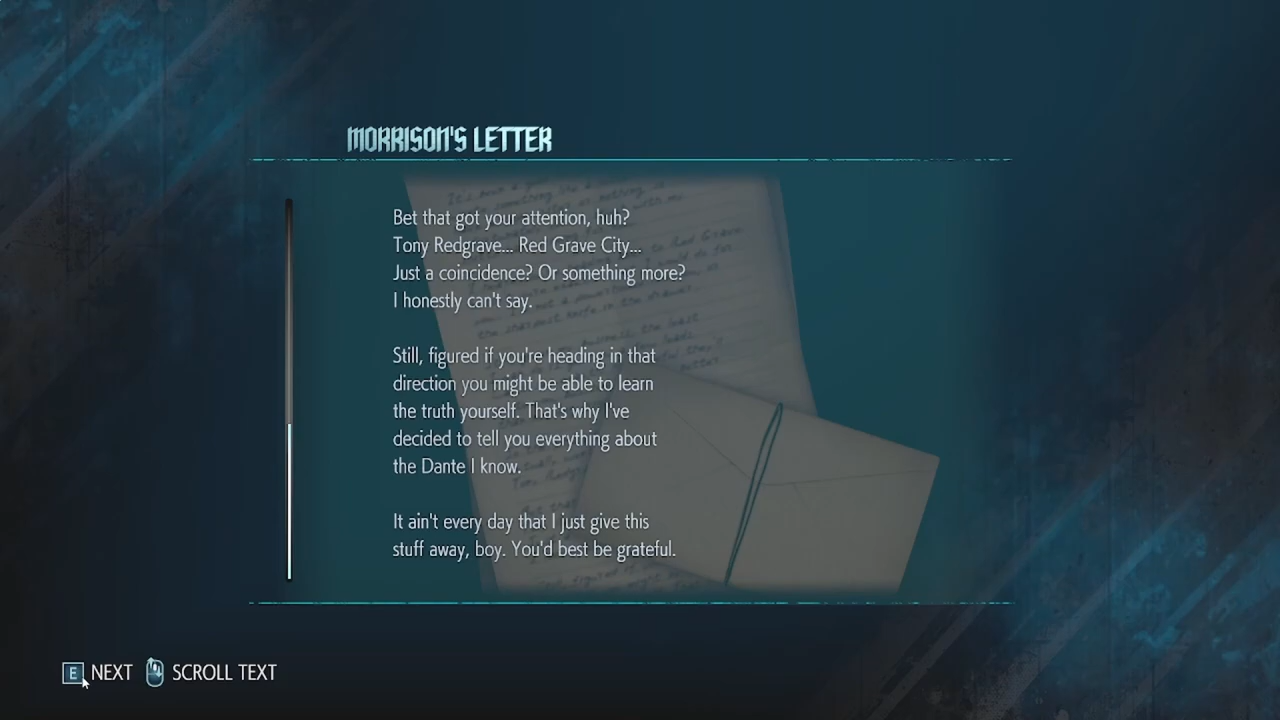 MORRISON'S LETTER
Bet that got your attention, huh?
Tony Redgrave... Red Grave City...
Just a coincidence? Or something more?
I honestly can't say.
Still, figured if you're heading in that
direction you might be able to learn
the truth yourself. That's why I've
decided to tell you everything about
the Dante I know.
It ain't every day that I just give this
stuff away, boy. You'd best be grateful.
E NEXT SCROLL TEXT